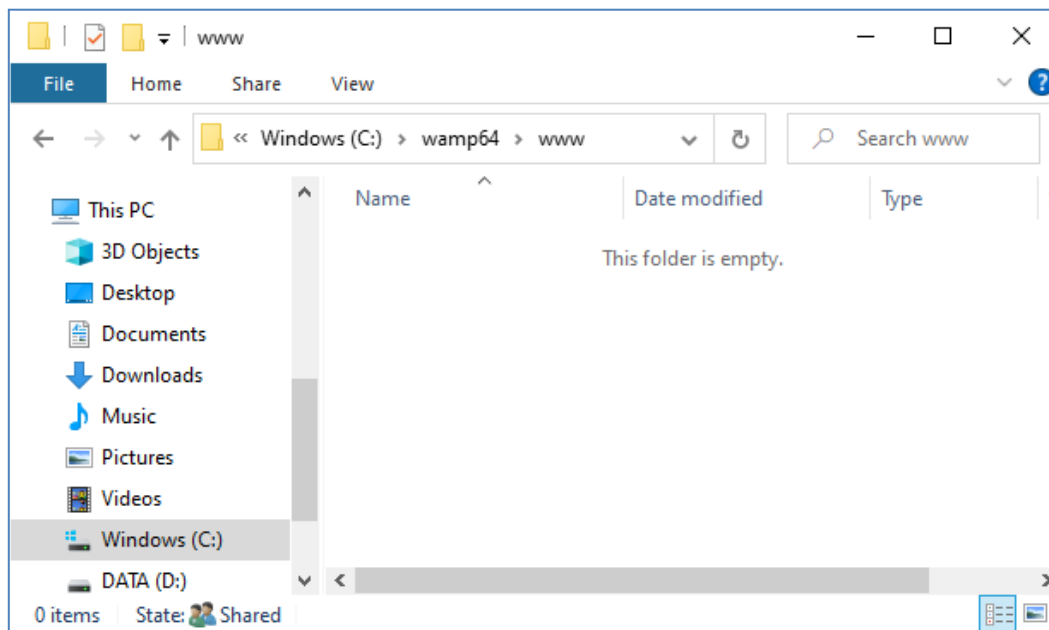 www
File Home Share View ?
« Windows (C:) › wamp64 › www Search www
Name Date modified Type
This folder is empty.
This PC
3D Objects
Desktop
Documents
Downloads
Music
Pictures
Videos
Windows (C:)
DATA (D:)
0 items State: Shared